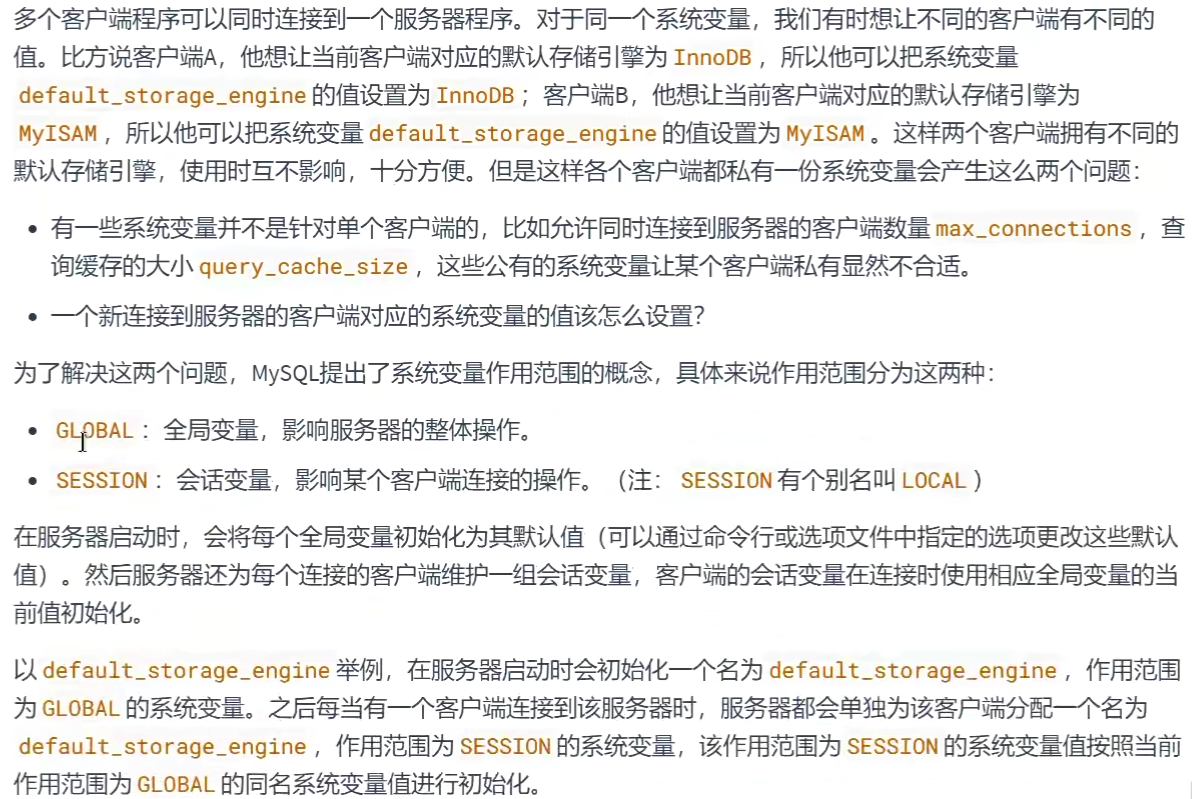 多个客户端程序可以同时连接到一个服务器程序。对于同一个系统变量，我们有时想让不同的客户端有不同的
值。比方说客户端A，他想让当前客户端对应的默认存储引擎为 InnoDB ，所以他可以把系统变量
default_storage_engine 的值设置为 InnoDB ；客户端B，他想让当前客户端对应的默认存储引擎为
MyISAM ，所以他可以把系统变量 default_storage_engine 的值设置为 MyISAM 。这样两个客户端拥有不同的
默认存储引擎，使用时互不影响，十分方便。但是这样各个客户端都私有一份系统变量会产生这么两个问题：
• 有一些系统变量并不是针对单个客户端的，比如允许同时连接到服务器的客户端数量 max_connections ，查
询缓存的大小 query_cache_size ，这些公有的系统变量让某个客户端私有显然不合适。
• 一个新连接到服务器的客户端对应的系统变量的值该怎么设置？
为了解决这两个问题，MySQL提出了系统变量作用范围的概念，具体来说作用范围分为这两种：
• GLOBAL ：全局变量，影响服务器的整体操作。
• SESSION ：会话变量，影响某个客户端连接的操作。（注： SESSION 有个别名叫 LOCAL ）
在服务器启动时，会将每个全局变量初始化为其默认值（可以通过命令行或选项文件中指定的选项更改这些默认
值）。然后服务器还为每个连接的客户端维护一组会话变量，客户端的会话变量在连接时使用相应全局变量的当
前值初始化。
以 default_storage_engine 举例，在服务器启动时会初始化一个名为 default_storage_engine ，作用范围
为 GLOBAL 的系统变量。之后每当有一个客户端连接到该服务器时，服务器都会单独为该客户端分配一个名为
default_storage_engine ，作用范围为 SESSION 的系统变量，该作用范围为 SESSION 的系统变量值按照当前
作用范围为 GLOBAL 的同名系统变量值进行初始化。